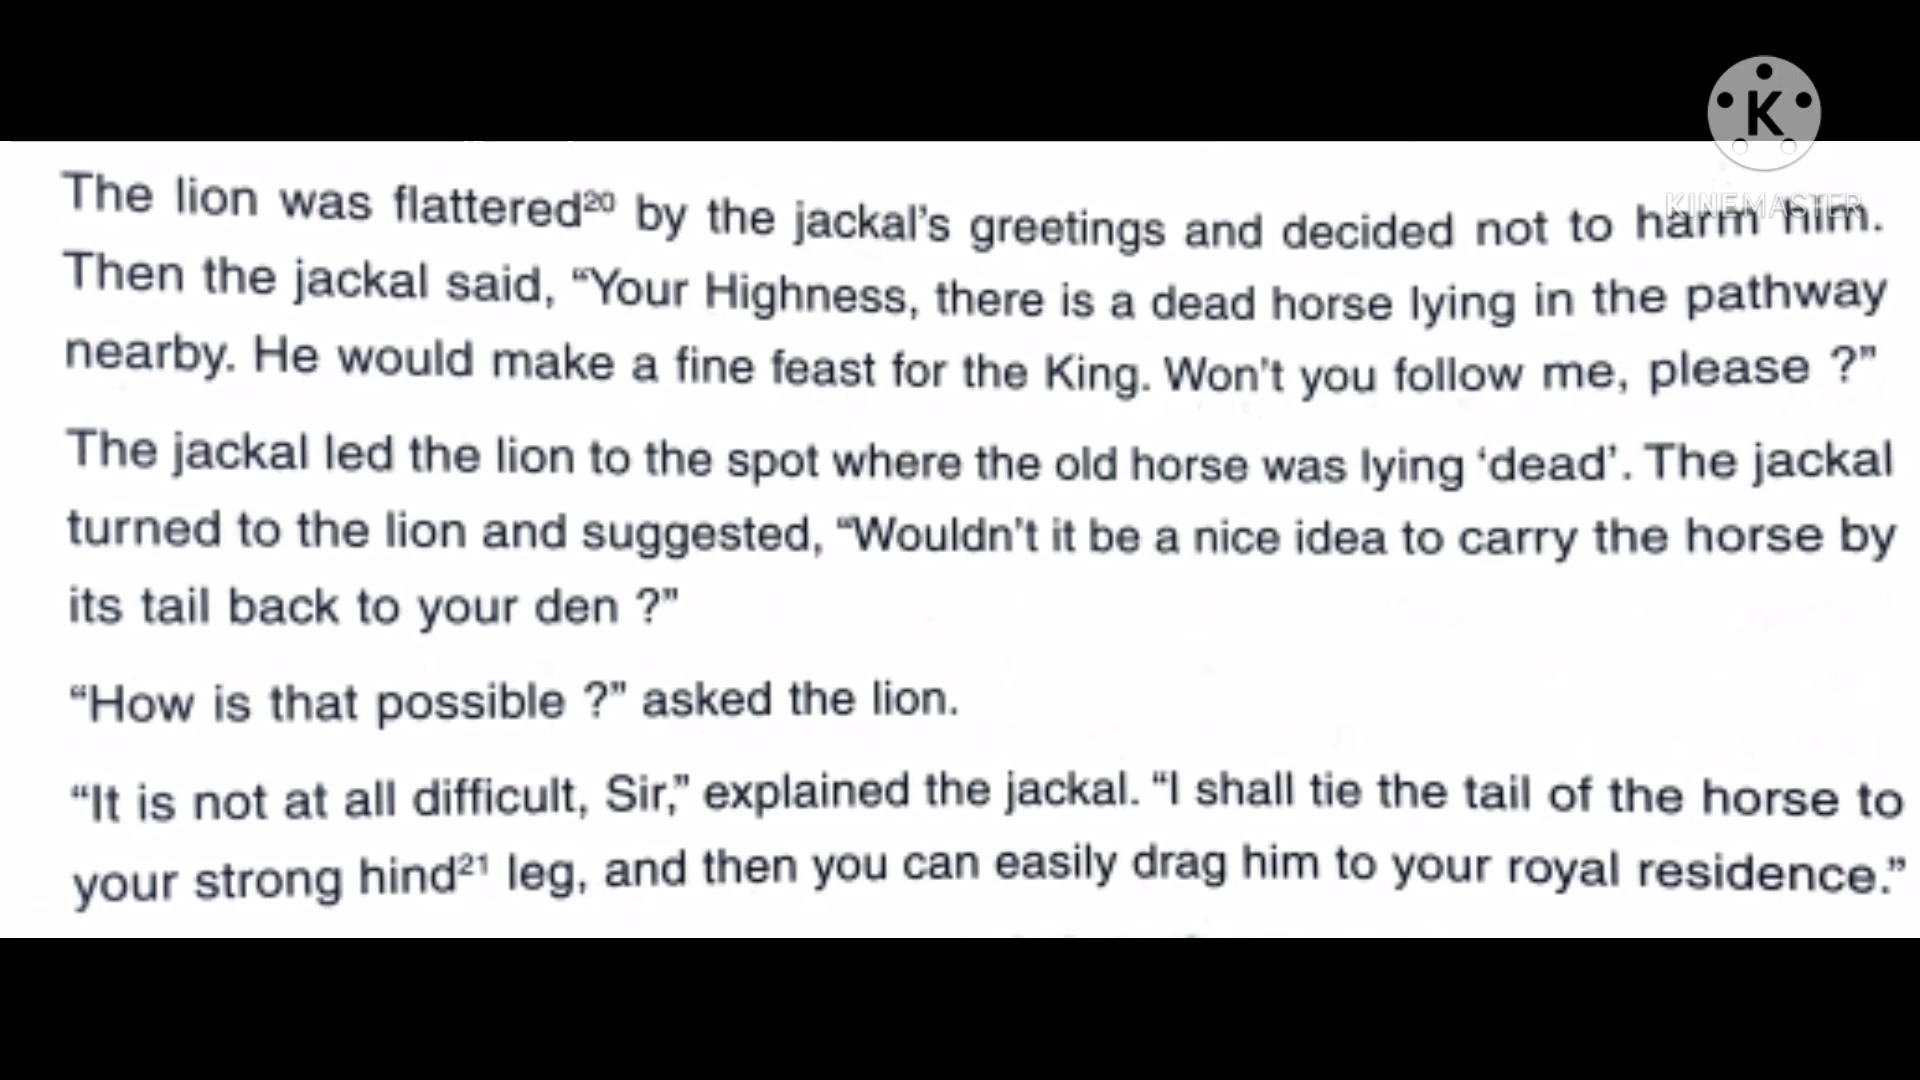 K
KINEMASTER
The lion was flattered20 by the jackal's greetings and decided not to harm him.
Then the jackal said, “Your Highness, there is a dead horse lying in the pathway
nearby. He would make a fine feast for the King. Won't you follow me, please ?”
The jackal led the lion to the spot where the old horse was lying ‘dead’. The jackal
turned to the lion and suggested, “Wouldn't it be a nice idea to carry the horse by
its tail back to your den ?”
“How is that possible ?” asked the lion.
“It is not at all difficult, Sir,” explained the jackal. “I shall tie the tail of the horse to
your strong hind21 leg, and then you can easily drag him to your royal residence.”